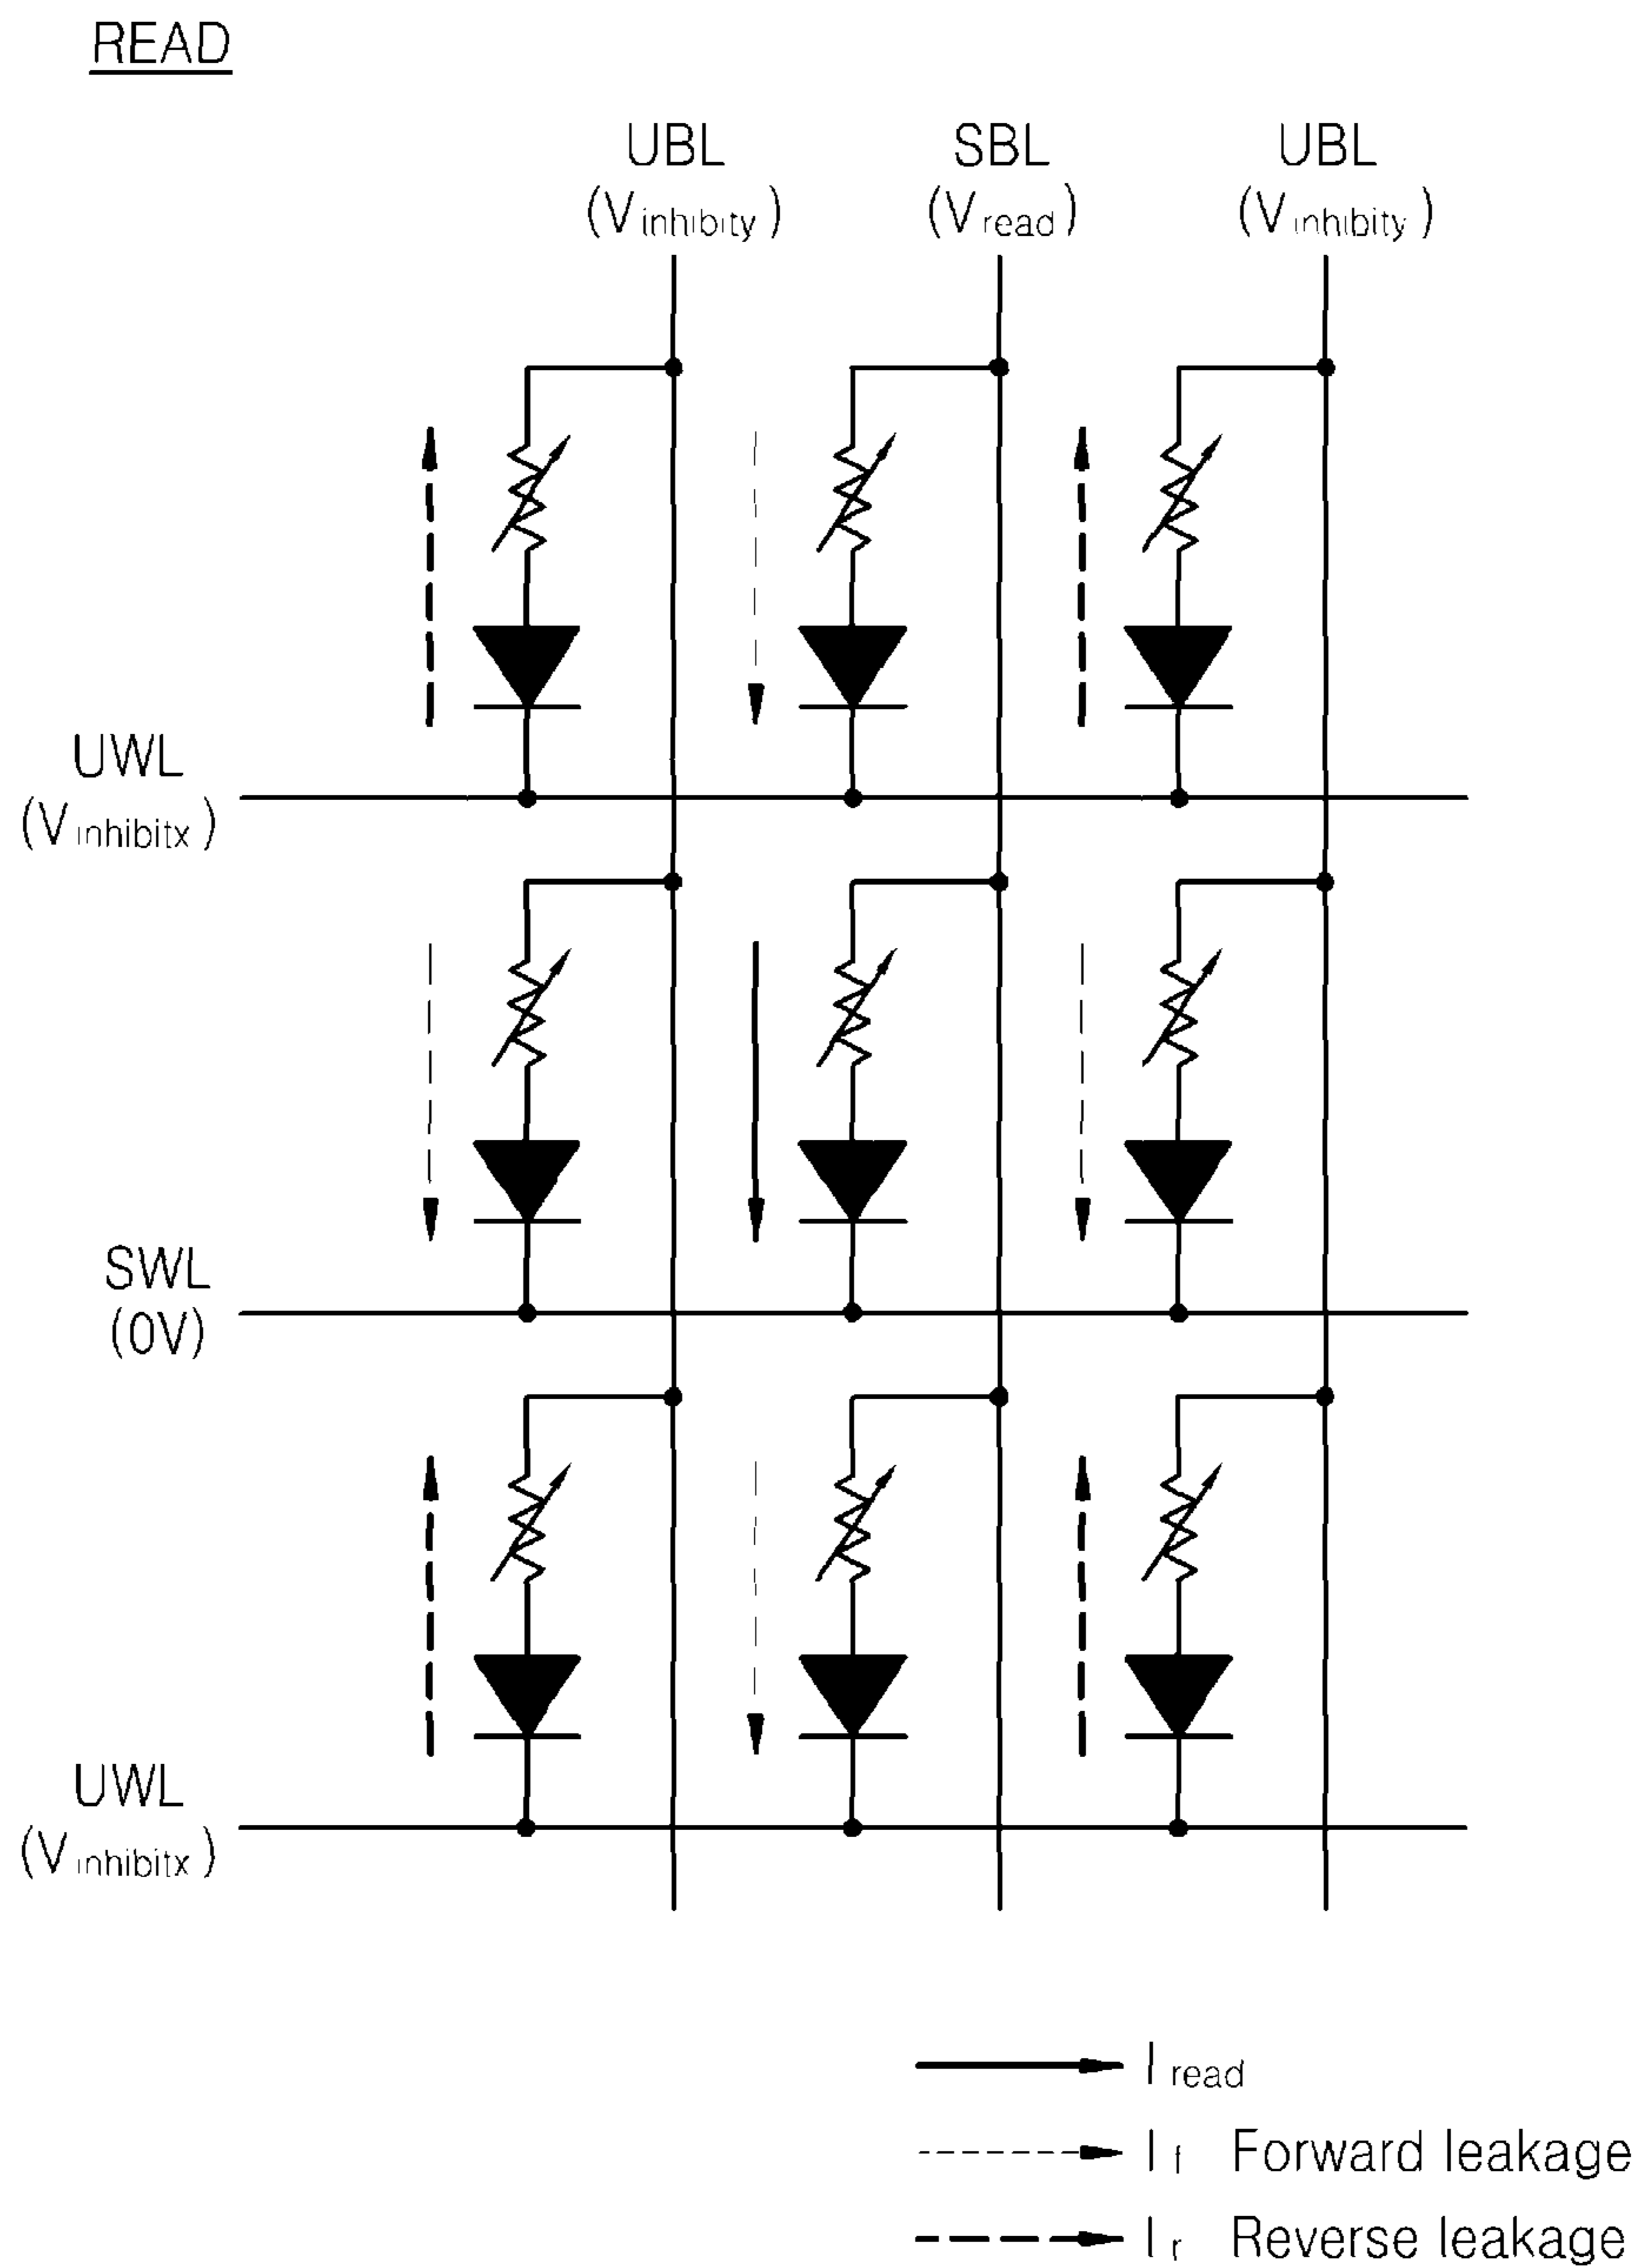 READ
UBL SBL UBL
(Vinhibity) (Vread) (Vinhibity)
UWL
(Vinhibitx)
SWL
(0V)
UWL
(Vinhibitx)
Iread
If Forward leakage
Ir Reverse leakage